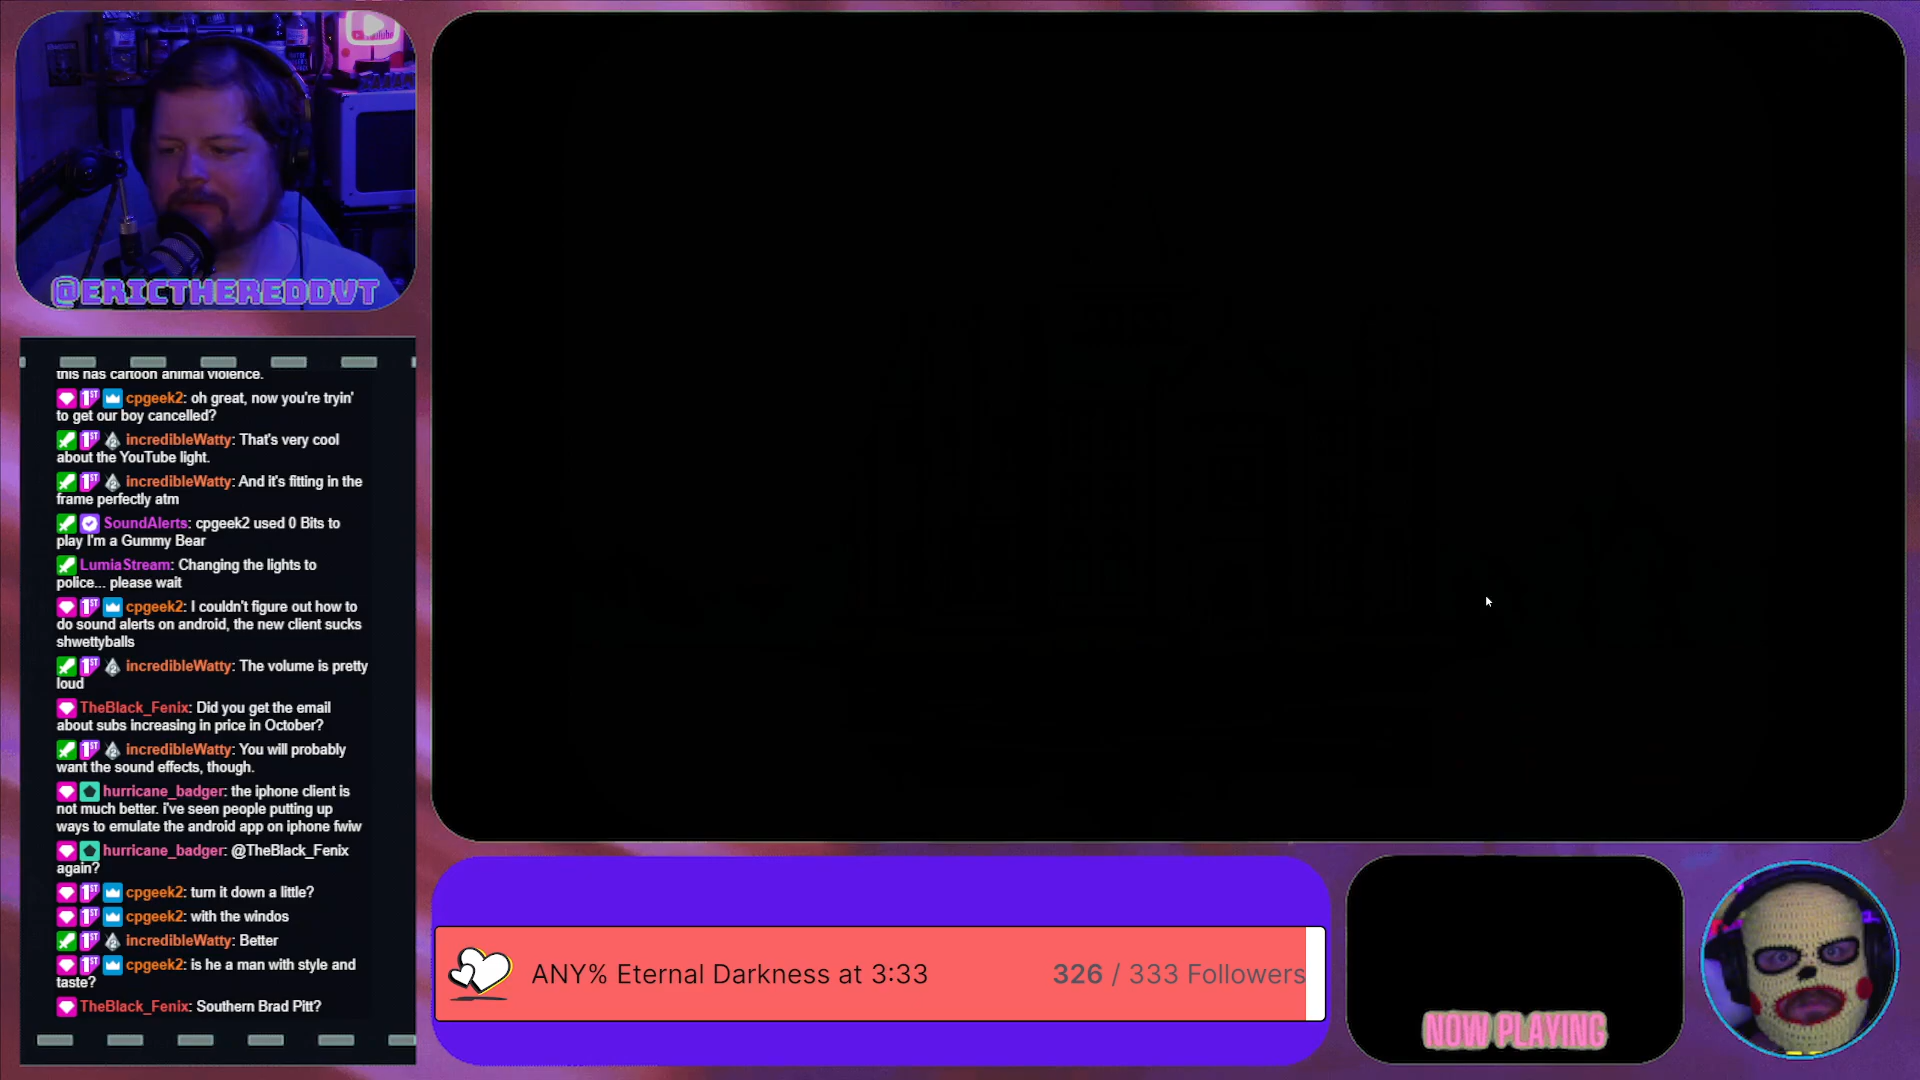 @ERICTHEREDDVT
this has cartoon animal violence.
cpgeek2: oh great, now you're tryin'
to get our boy cancelled?
incredibleWatty: That's very cool
about the YouTube light.
incredibleWatty: And it's fitting in the
frame perfectly atm
SoundAlerts: cpgeek2 used 0 Bits to
play I'm a Gummy Bear
LumiaStream: Changing the lights to
police... please wait
cpgeek2: I couldn't figure out how to
do sound alerts on android, the new client sucks
shwettyballs
incredibleWatty: The volume is pretty
loud
TheBlack_Fenix: Did you get the email
about subs increasing in price in October?
incredibleWatty: You will probably
want the sound effects, though.
hurricane_badger: the iphone client is
not much better. i've seen people putting up
ways to emulate the android app on iphone fwiw
hurricane_badger: @TheBlack_Fenix
again?
cpgeek2: turn it down a little?
cpgeek2: with the windos
incredibleWatty: Better
cpgeek2: is he a man with style and
taste?
TheBlack_Fenix: Southern Brad Pitt?
ANY% Eternal Darkness at 3:33
326 / 333 Followers
NOW PLAYING